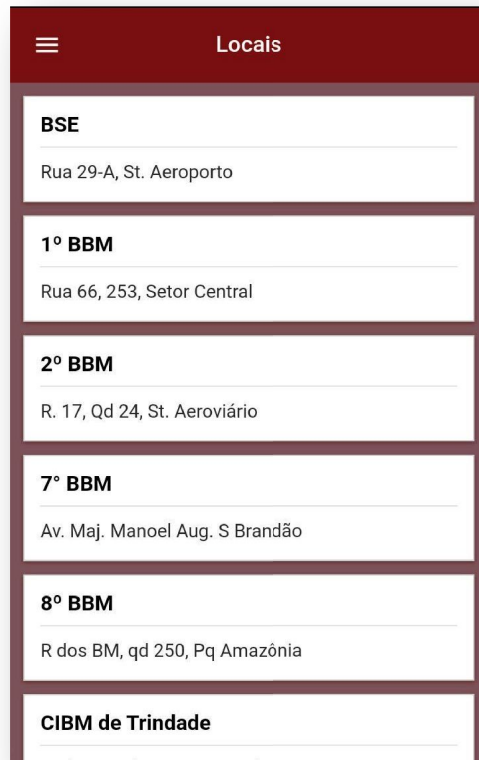 Locais
BSE
Rua 29-A, St. Aeroporto
1º BBM
Rua 66, 253, Setor Central
2º BBM
R. 17, Qd 24, St. Aeroviário
7° BBM
Av. Maj. Manoel Aug. S Brandão
8º BBM
R dos BM, qd 250, Pq Amazônia
CIBM de Trindade